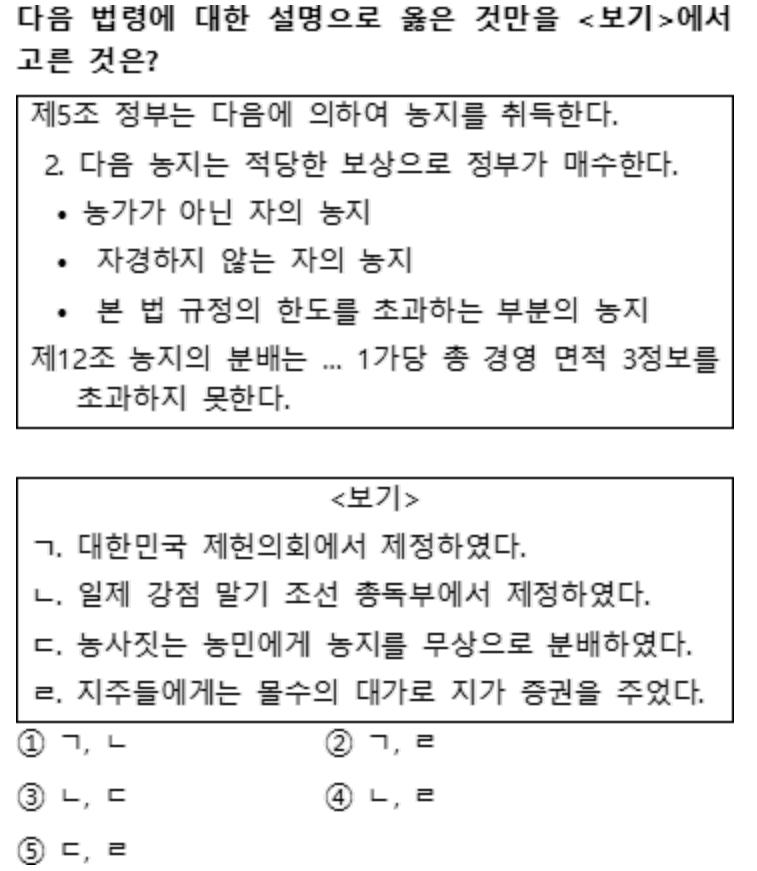 다음 법령에 대한 설명으로 옳은 것만을 <보기>에서
고른 것은?
제5조 정부는 다음에 의하여 농지를 취득한다.
2. 다음 농지는 적당한 보상으로 정부가 매수한다.
• 농가가 아닌 자의 농지
• 자경하지 않는 자의 농지
• 본 법 규정의 한도를 초과하는 부분의 농지
제12조 농지의 분배는 ... 1가당 총 경영 면적 3정보를
초과하지 못한다.
<보기>
ㄱ. 대한민국 제헌의회에서 제정하였다.
ㄴ. 일제 강점 말기 조선 총독부에서 제정하였다.
ㄷ. 농사짓는 농민에게 농지를 무상으로 분배하였다.
ㄹ. 지주들에게는 몰수의 대가로 지가 증권을 주었다.
① ㄱ, ㄴ ② ㄱ, ㄹ
③ ㄴ, ㄷ ④ ㄴ, ㄹ
⑤ ㄷ, ㄹ